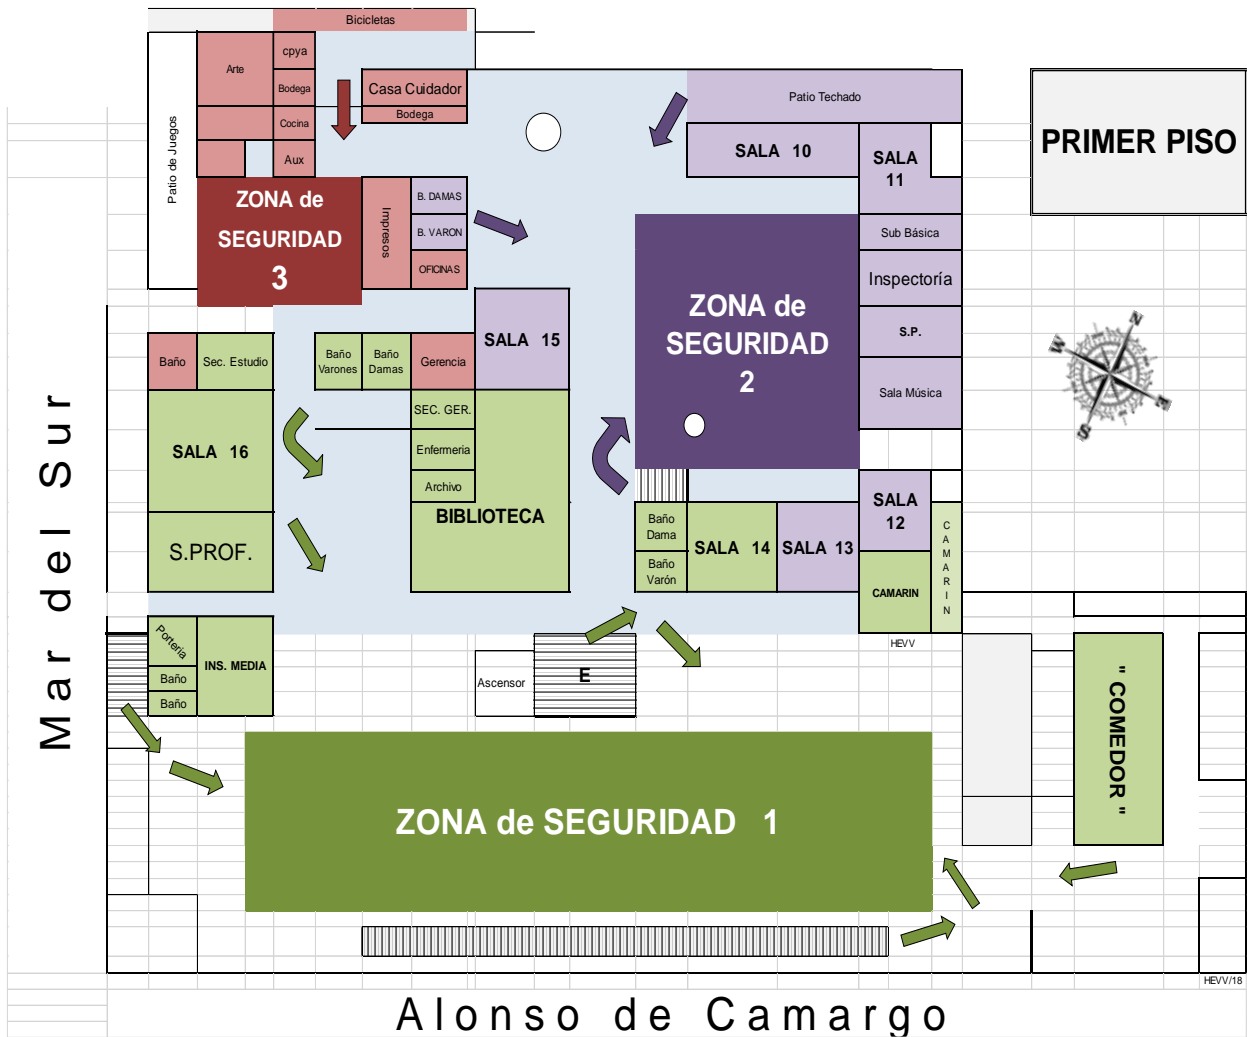 Bicicletas
cpya
Arte
Bodega
Casa Cuidador
Bodega
Cocina
Aux
Patio de Juegos
Patio Techado
PRIMER PISO
SALA 10
SALA
11
ZONA de
SEGURIDAD
3
Impresos
B. DAMAS
B. VARON
OFICINAS
Sub Básica
Inspectoría
S.P.
Sala Música
ZONA de
SEGURIDAD
2
SALA 15
N
W
E
S
Baño
Sec. Estudio
Baño
Varones
Baño
Damas
Gerencia
SEC. GER.
Enfermeria
Archivo
BIBLIOTECA
SALA 16
S.PROF.
Mar del Sur
Baño
Dama
Baño
Varón
SALA 14
SALA 13
SALA
12
CAMARIN
CAMARIN
HEVV
Porteria
Baño
Baño
INS. MEDIA
Ascensor
E
" COMEDOR "
ZONA de SEGURIDAD 1
HEVV/18
Alonso de Camargo